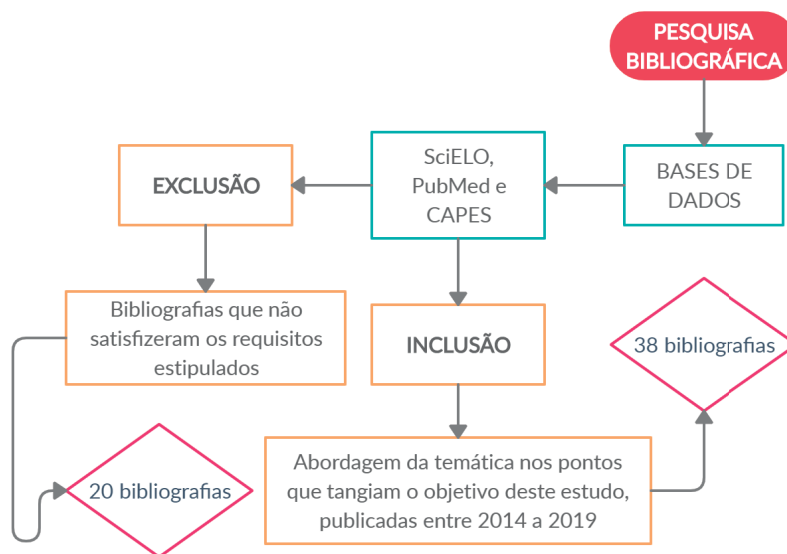 PESQUISA
BIBLIOGRÁFICA
BASES DE
DADOS
SciELO,
PubMed e
CAPES
EXCLUSÃO
Bibliografias que não
satisfizeram os requisitos
estipulados
20 bibliografias
INCLUSÃO
Abordagem da temática nos pontos
que tangiam o objetivo deste estudo,
publicadas entre 2014 a 2019
38 bibliografias